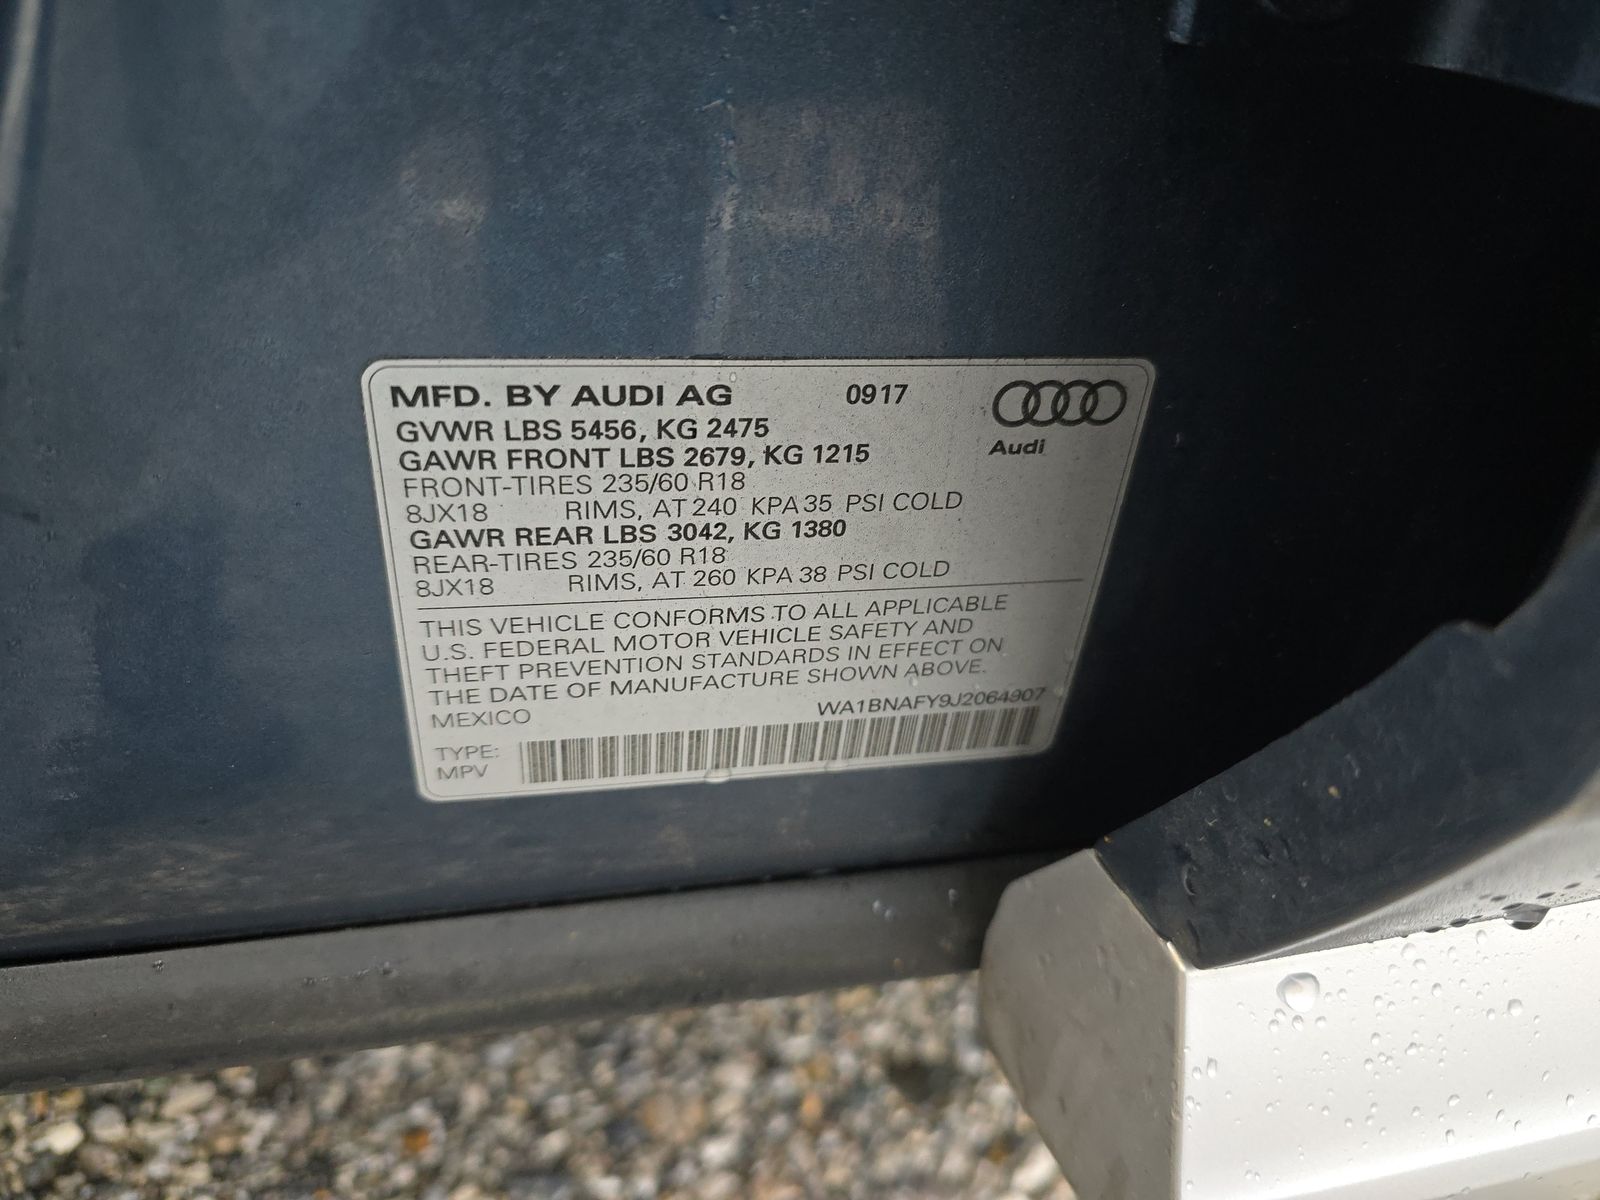 MFD. BY AUDI AG 0917
GVWR LBS 5456, KG 2475
GAWR FRONT LBS 2679, KG 1215
Audi
FRONT-TIRES 235/60 R18
8JX18 RIMS, AT 240 KPA 35 PSI COLD
GAWR REAR LBS 3042, KG 1380
REAR-TIRES 235/60 R18
8JX18 RIMS, AT 260 KPA 38 PSI COLD
THIS VEHICLE CONFORMS TO ALL APPLICABLE
U.S. FEDERAL MOTOR VEHICLE SAFETY AND
THEFT PREVENTION STANDARDS IN EFFECT ON
THE DATE OF MANUFACTURE SHOWN ABOVE.
MEXICO WA1BNAFY9J2064907
TYPE:
MPV